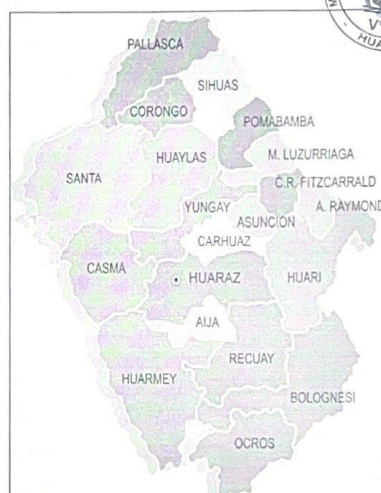 PALLASCA
SIHUAS
CORONGO
POMABAMBA
HUAYLAS
M. LUZURRIAGA
SANTA
C.R. FITZCARRALD
YUNGAY
A. RAYMOND
ASUNCION
CARHUAZ
CASMA
HUARAZ
HUARI
AIJA
RECUAY
HUARMEY
BOLOGNESI
OCROS